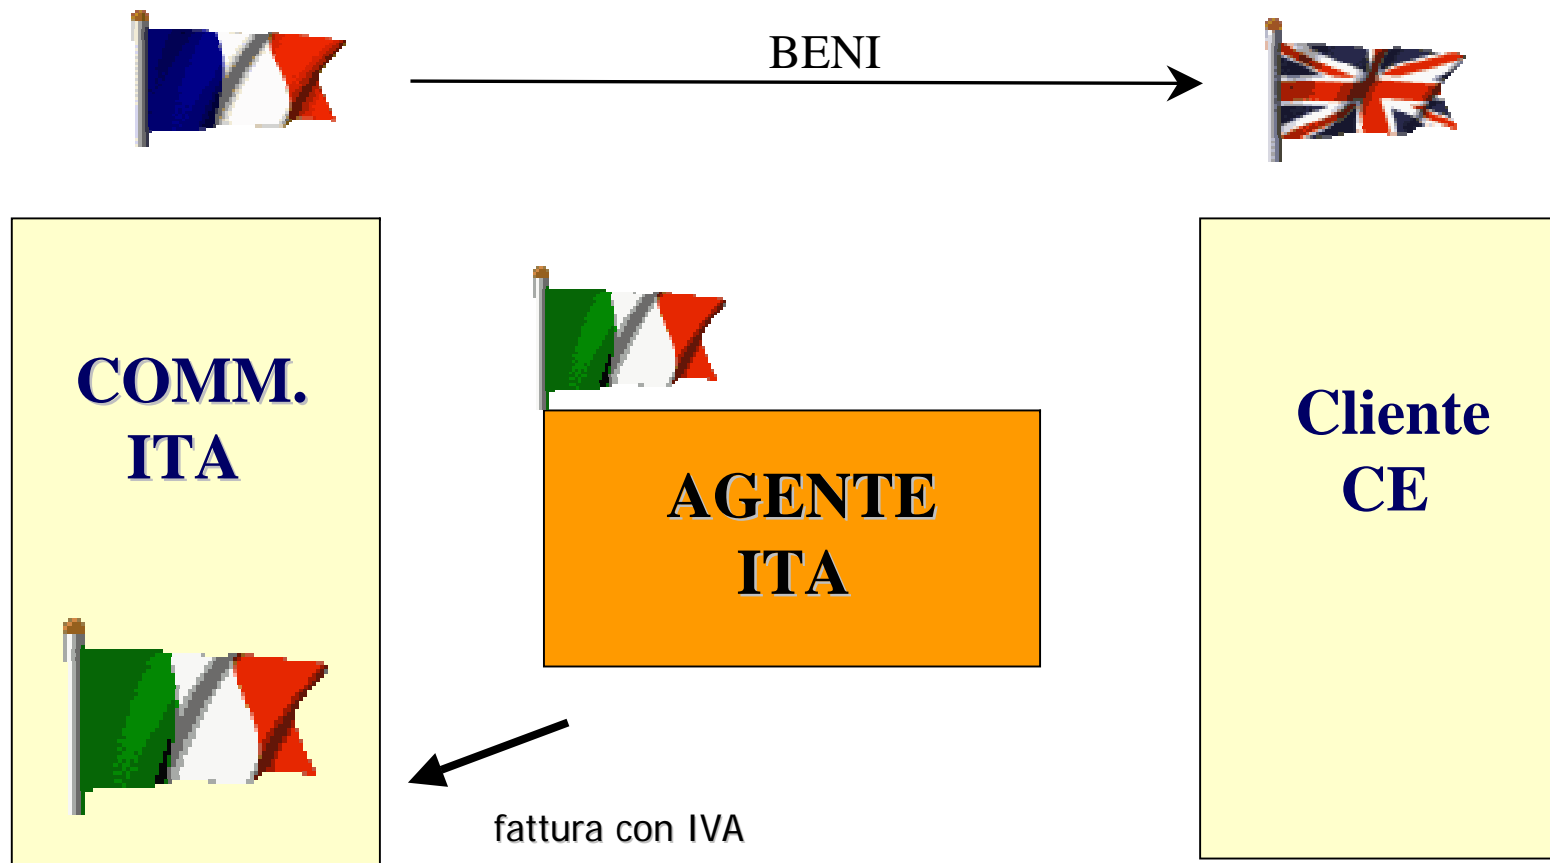 BENI
COMM.
ITA
AGENTE
ITA
Cliente
CE
fattura con IVA